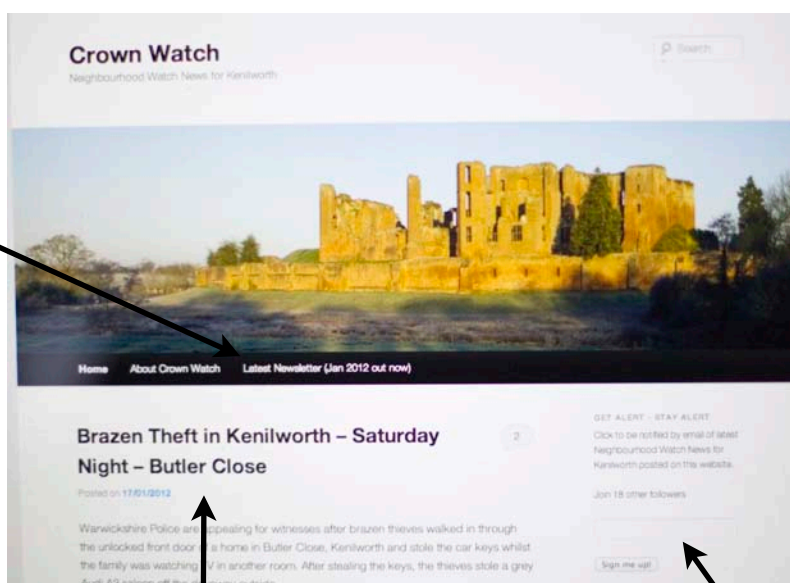 Crown Watch
Search
Neighbourhood Watch News for Kenilworth
Home About Crown Watch Latest Newsletter (Jan 2012 out now)
Brazen Theft in Kenilworth – Saturday
Night – Butler Close
2
Posted on 17/01/2012
Warwickshire Police are appealing for witnesses after brazen thieves walked in through
the unlocked front door of a home in Butler Close, Kenilworth and stole the car keys whilst
the family was watching TV in another room. After stealing the keys, the thieves stole a grey
GET ALERT - STAY ALERT
Click to be notified by email of latest
Neighbourhood Watch News for
Kenilworth posted on this website.
Join 18 other followers
Sign me up!